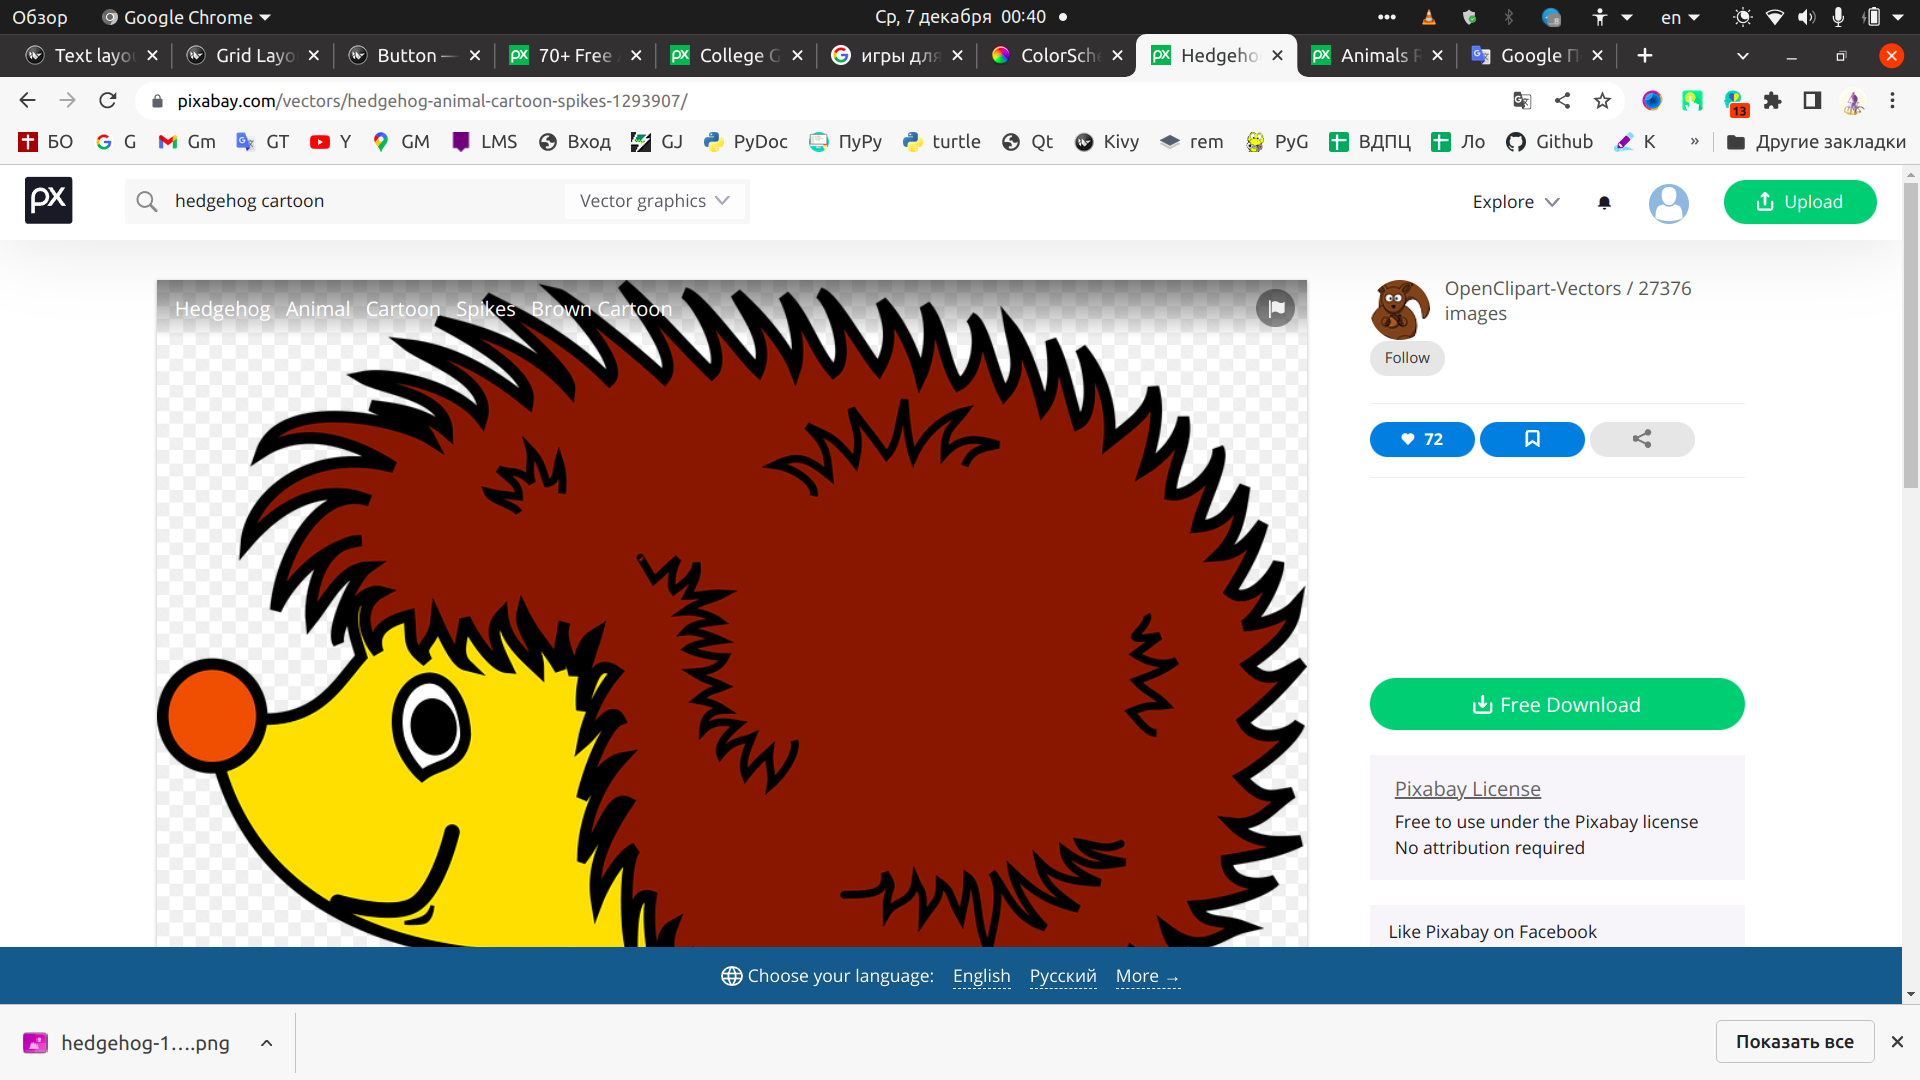 Обзор Google Chrome Ср, 7 декабря 00:40 en
Text layo Grid Layo Button — 70+ Free College G игры для ColorSche Hedgeho Animals R Google П
pixabay.com/vectors/hedgehog-animal-cartoon-spikes-1293907/ 13
БО G Gm GT Y GM LMS Вход GJ PyDoc ПуРу turtle Qt Kivy rem PyG ВДПЦ Ло Github К » Другие закладки
px hedgehog cartoon Vector graphics Explore Upload
Hedgehog Animal Cartoon Spikes Brown Cartoon
OpenClipart-Vectors / 27376
images
Follow
72
Free Download
Pixabay License
Free to use under the Pixabay license
No attribution required
Like Pixabay on Facebook
Choose your language: English Русский More →
hedgehog-1....png Показать все